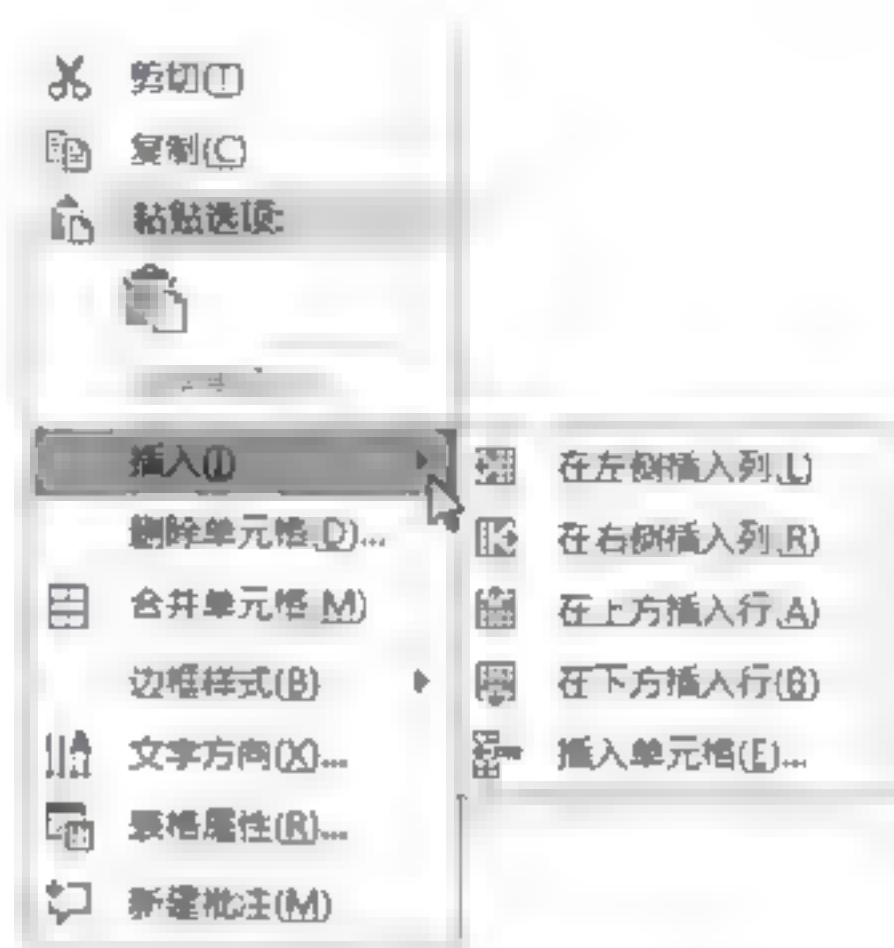 剪切(T)
复制(C)
粘贴选项:
插入(I)
删除单元格(D)...
合并单元格(M)
边框样式(B)
文字方向(X)...
表格属性(R)...
新建批注(M)
在左侧插入列(L)
在右侧插入列(R)
在上方插入行(A)
在下方插入行(B)
插入单元格(E)...